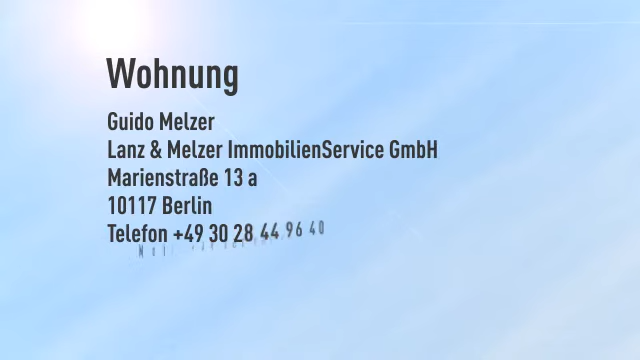 Wohnung
Guido Melzer
Lanz & Melzer ImmobilienService GmbH
Marienstraße 13 a
10117 Berlin
Telefon +49 30 28 44 96 40